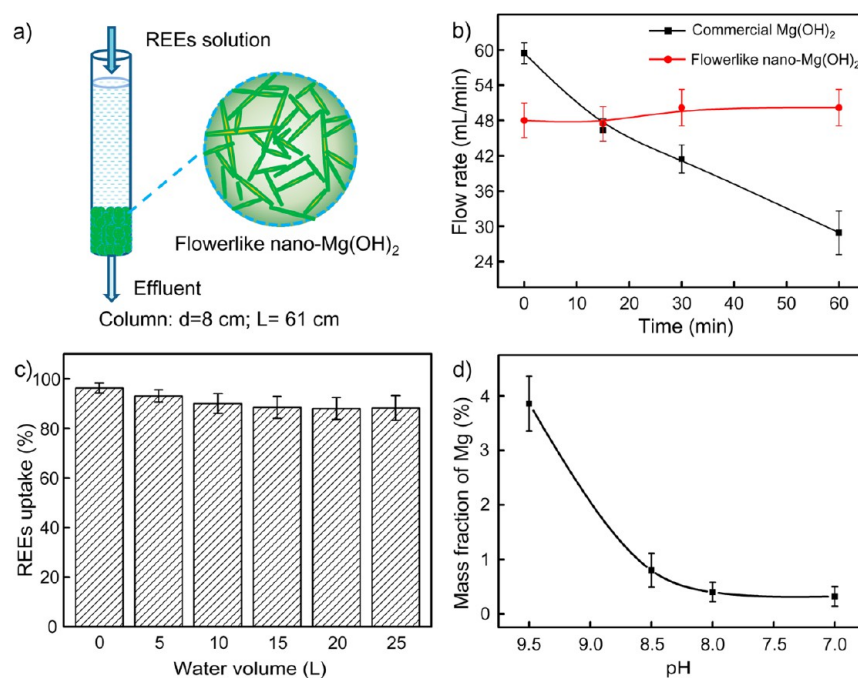 a)
REEs solution
Flowerlike nano-Mg(OH)₂
Effluent
Column: d=8 cm; L= 61 cm
b)
Commercial Mg(OH)₂
Flowerlike nano-Mg(OH)₂
Flow rate (mL/min)
60
54
48
42
36
30
24
0 10 20 30 40 50 60
Time (min)
c)
REEs uptake (%)
100
80
60
40
20
0
0 5 10 15 20 25
Water volume (L)
d)
Mass fraction of Mg (%)
4
3
2
1
0
9.5 9.0 8.5 8.0 7.5 7.0
pH